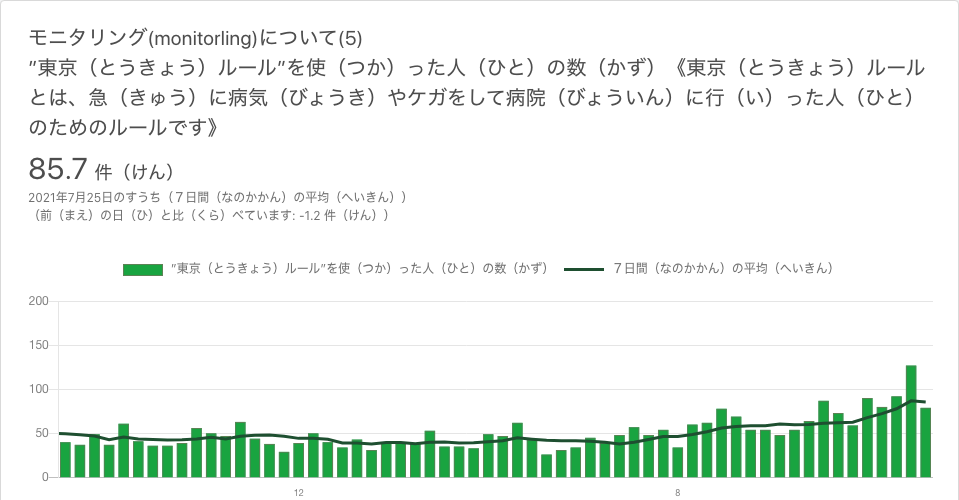 モニタリング(monitorling)について(5)
”東京（とうきょう）ルール”を使（つか）った人（ひと）の数（かず）《東京（とうきょう）ルール
とは、急（きゅう）に病気（びょうき）やケガをして病院（びょういん）に行（い）った人（ひと）
のためのルールです》
85.7 件（けん）
2021年7月25日のすうち（７日間（なのかかん）の平均（へいきん））
（前（まえ）の日（ひ）と比（くら）べています: -1.2 件（けん））
”東京（とうきょう）ルール”を使（つか）った人（ひと）の数（かず） ７日間（なのかかん）の平均（へいきん）
200
150
100
50
0
12 8